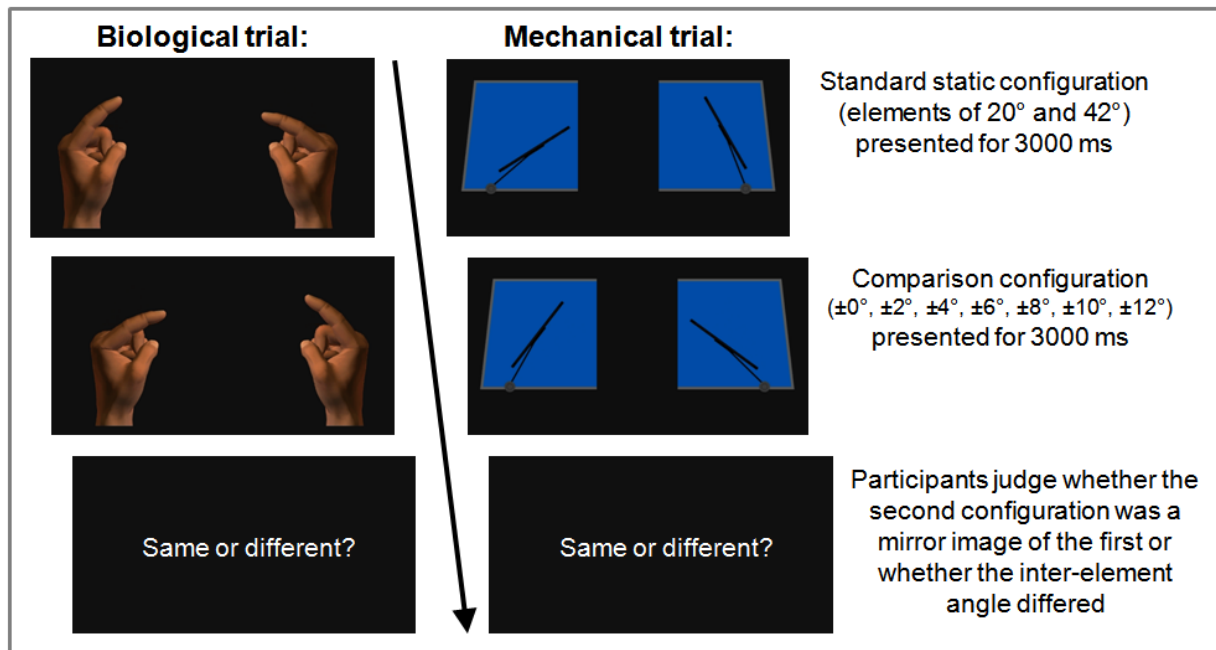 Biological trial:
Mechanical trial:
Standard static configuration
(elements of 20° and 42°)
presented for 3000 ms
Comparison configuration
(±0°, ±2°, ±4°, ±6°, ±8°, ±10°, ±12°)
presented for 3000 ms
Same or different?
Same or different?
Participants judge whether the
second configuration was a
mirror image of the first or
whether the inter-element
angle differed